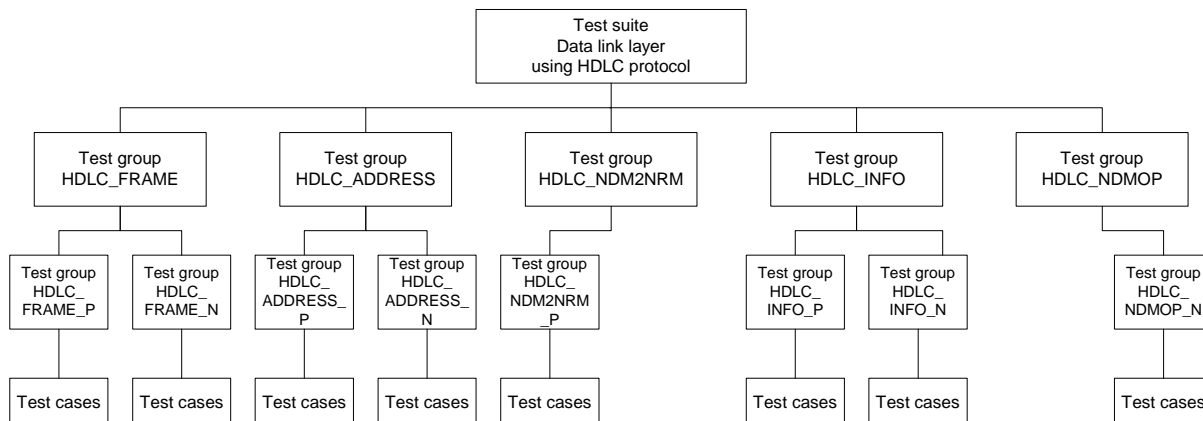 Test suite
Data link layer
using HDLC protocol
Test group
HDLC_FRAME
Test group
HDLC_ADDRESS
Test group
HDLC_NDM2NRM
Test group
HDLC_INFO
Test group
HDLC_NDMOP
Test group
HDLC_
FRAME_P
Test group
HDLC_
FRAME_N
Test group
HDLC_
ADDRESS_
P
Test group
HDLC_
ADDRESS_
N
Test group
HDLC_
NDM2NRM
_P
Test group
HDLC_
INFO_P
Test group
HDLC_
INFO_N
Test group
HDLC_
NDMOP_N
Test cases
Test cases
Test cases
Test cases
Test cases
Test cases
Test cases
Test cases